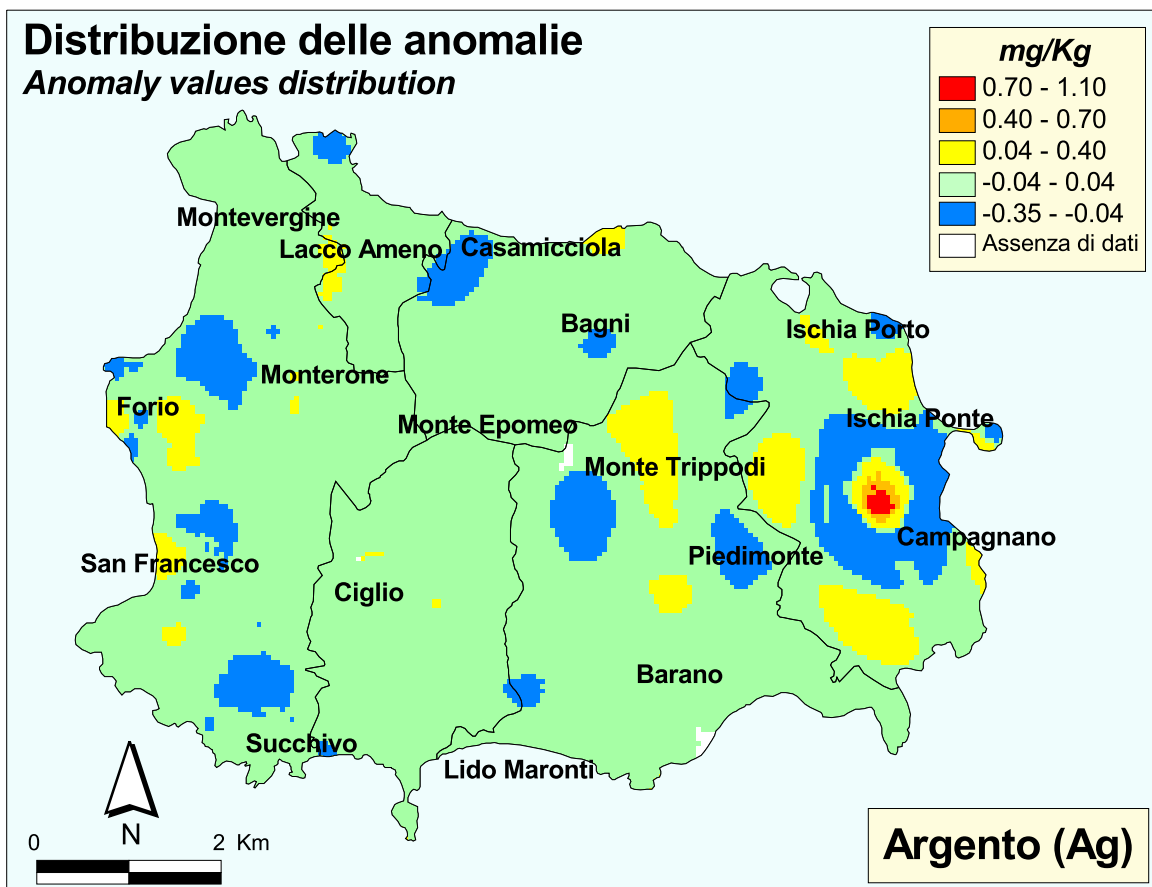 Distribuzione delle anomalie
Anomaly values distribution
mg/Kg
0.70 - 1.10
0.40 - 0.70
0.04 - 0.40
-0.04 - 0.04
-0.35 - -0.04
Assenza di dati
Montevergine
Lacco Ameno
Casamicciola
Bagni
Ischia Porto
Monterone
Forio
Monte Epomeo
Ischia Ponte
Monte Trippodi
Campagnano
San Francesco
Piedimonte
Ciglio
Barano
Succhivo
Lido Maronti
N
0 2 Km
Argento (Ag)